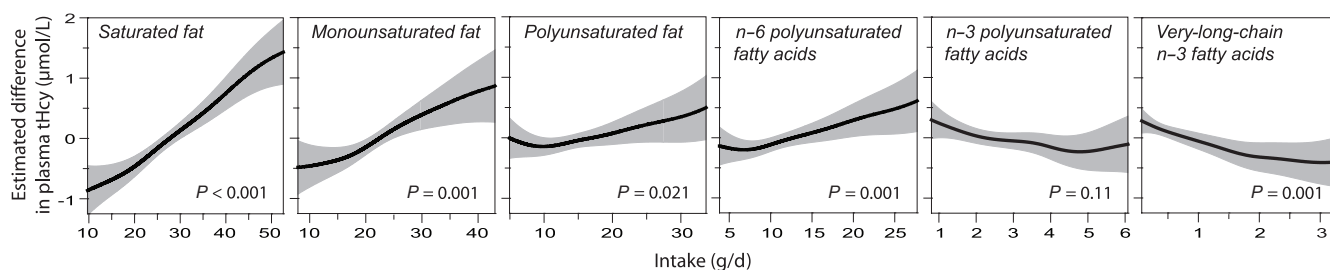 Estimated difference
in plasma tHcy (µmol/L)
2
1
0
-1
Saturated fat
P < 0.001
10 20 30 40 50
Monounsaturated fat
P = 0.001
10 20 30 40
Polyunsaturated fat
P = 0.021
10 20 30
n–6 polyunsaturated
fatty acids
P = 0.001
5 10 15 20 25
n–3 polyunsaturated
fatty acids
P = 0.11
1 2 3 4 5 6
Very-long-chain
n–3 fatty acids
P = 0.001
1 2 3
Intake (g/d)